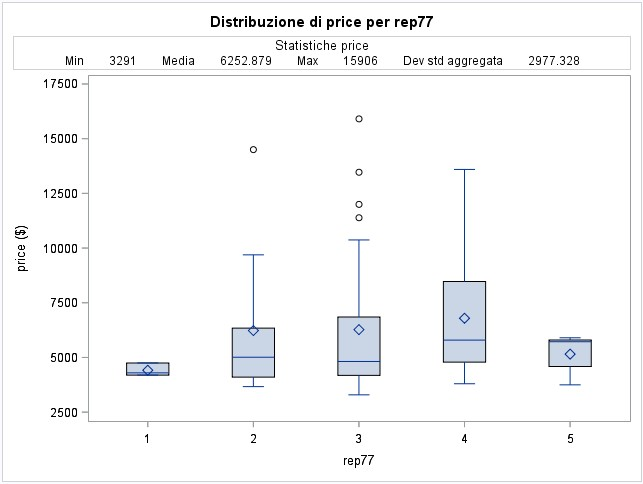 Distribuzione di price per rep77
Statistiche price
Min 3291 Media 6252.879 Max 15906 Dev std aggregata 2977.328
17500
15000
12500
10000
7500
5000
2500
price ($)
1 2 3 4 5
rep77